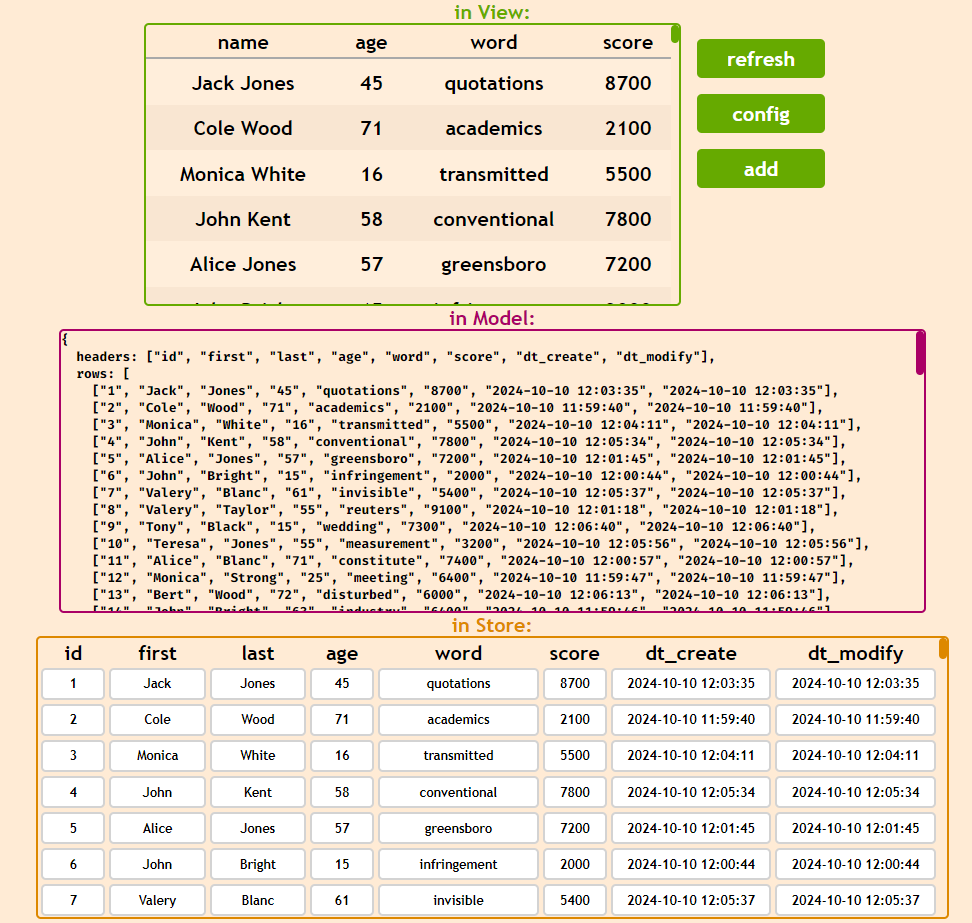 in View:
name age word score
Jack Jones 45 quotations 8700
Cole Wood 71 academics 2100
Monica White 16 transmitted 5500
John Kent 58 conventional 7800
Alice Jones 57 greensboro 7200
refresh
config
add
in Model:
{
headers: ["id", "first", "last", "age", "word", "score", "dt_create", "dt_modify"],
rows: [
["1", "Jack", "Jones", "45", "quotations", "8700", "2024-10-10 12:03:35", "2024-10-10 12:03:35"],
["2", "Cole", "Wood", "71", "academics", "2100", "2024-10-10 11:59:40", "2024-10-10 11:59:40"],
["3", "Monica", "White", "16", "transmitted", "5500", "2024-10-10 12:04:11", "2024-10-10 12:04:11"],
["4", "John", "Kent", "58", "conventional", "7800", "2024-10-10 12:05:34", "2024-10-10 12:05:34"],
["5", "Alice", "Jones", "57", "greensboro", "7200", "2024-10-10 12:01:45", "2024-10-10 12:01:45"],
["6", "John", "Bright", "15", "infringement", "2000", "2024-10-10 12:00:44", "2024-10-10 12:00:44"],
["7", "Valery", "Blanc", "61", "invisible", "5400", "2024-10-10 12:05:37", "2024-10-10 12:05:37"],
["8", "Valery", "Taylor", "55", "reuters", "9100", "2024-10-10 12:01:18", "2024-10-10 12:01:18"],
["9", "Tony", "Black", "15", "wedding", "7300", "2024-10-10 12:06:40", "2024-10-10 12:06:40"],
["10", "Teresa", "Jones", "55", "measurement", "3200", "2024-10-10 12:05:56", "2024-10-10 12:05:56"],
["11", "Alice", "Blanc", "71", "constitute", "7400", "2024-10-10 12:00:57", "2024-10-10 12:00:57"],
["12", "Monica", "Strong", "25", "meeting", "6400", "2024-10-10 11:59:47", "2024-10-10 11:59:47"],
["13", "Bert", "Wood", "72", "disturbed", "6000", "2024-10-10 12:06:13", "2024-10-10 12:06:13"],
in Store:
id first last age word score dt_create dt_modify
1 Jack Jones 45 quotations 8700 2024-10-10 12:03:35 2024-10-10 12:03:35
2 Cole Wood 71 academics 2100 2024-10-10 11:59:40 2024-10-10 11:59:40
3 Monica White 16 transmitted 5500 2024-10-10 12:04:11 2024-10-10 12:04:11
4 John Kent 58 conventional 7800 2024-10-10 12:05:34 2024-10-10 12:05:34
5 Alice Jones 57 greensboro 7200 2024-10-10 12:01:45 2024-10-10 12:01:45
6 John Bright 15 infringement 2000 2024-10-10 12:00:44 2024-10-10 12:00:44
7 Valery Blanc 61 invisible 5400 2024-10-10 12:05:37 2024-10-10 12:05:37